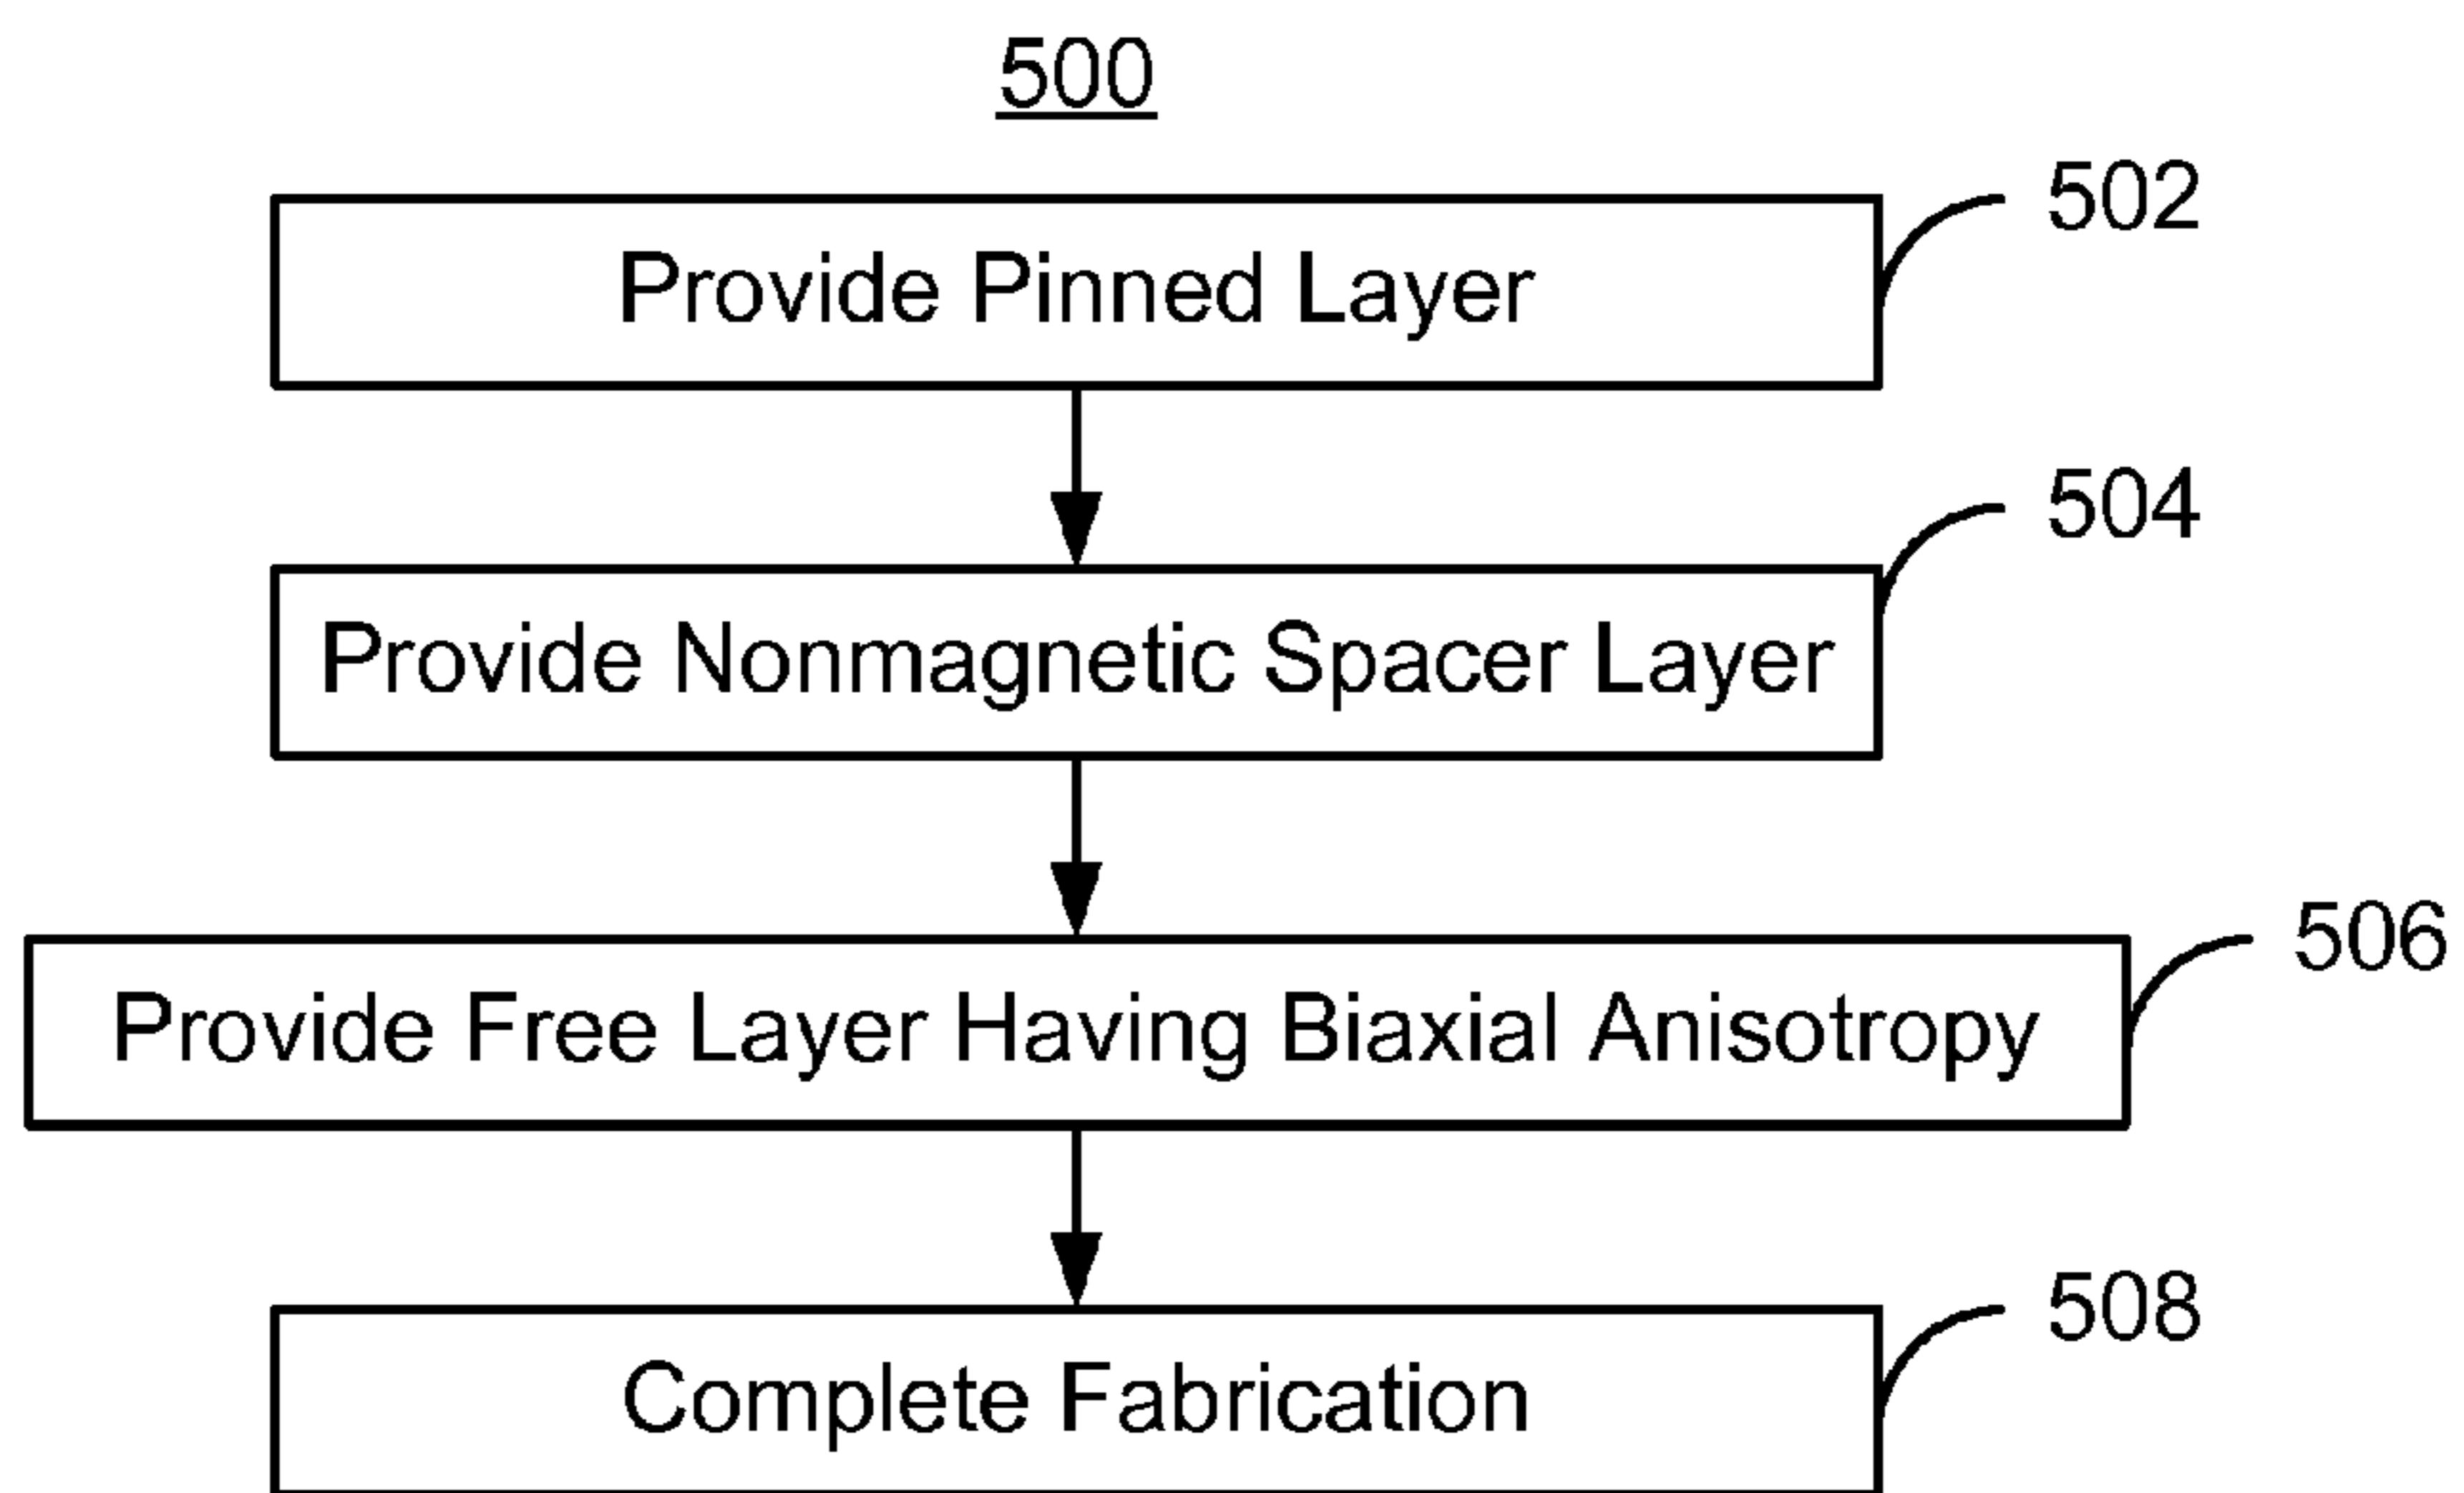 500
502
Provide Pinned Layer
504
Provide Nonmagnetic Spacer Layer
506
Provide Free Layer Having Biaxial Anisotropy
508
Complete Fabrication